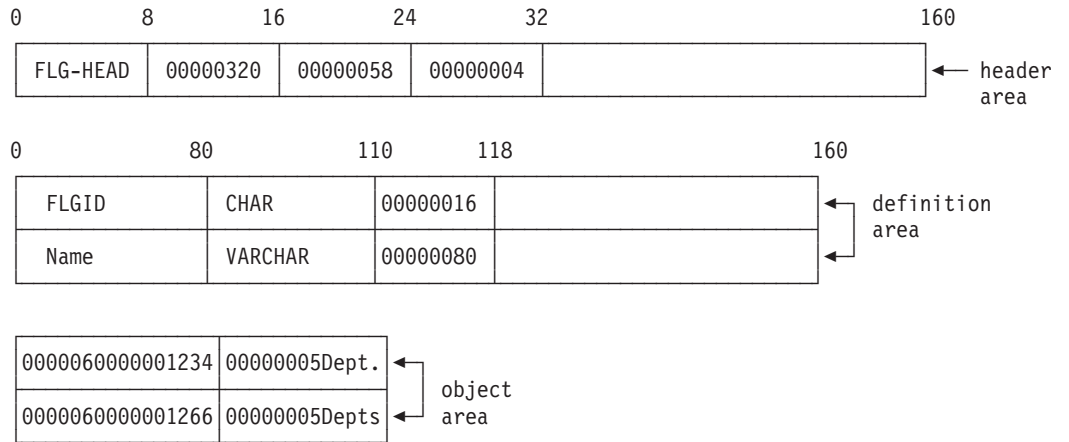 0 8 16 24 32 160
FLG-HEAD 00000320 00000058 00000004 header
area
0 80 110 118 160
FLGID CHAR 00000016 definition
area
Name VARCHAR 00000080
0000060000001234 00000005Dept.
object
0000060000001266 00000005Depts area